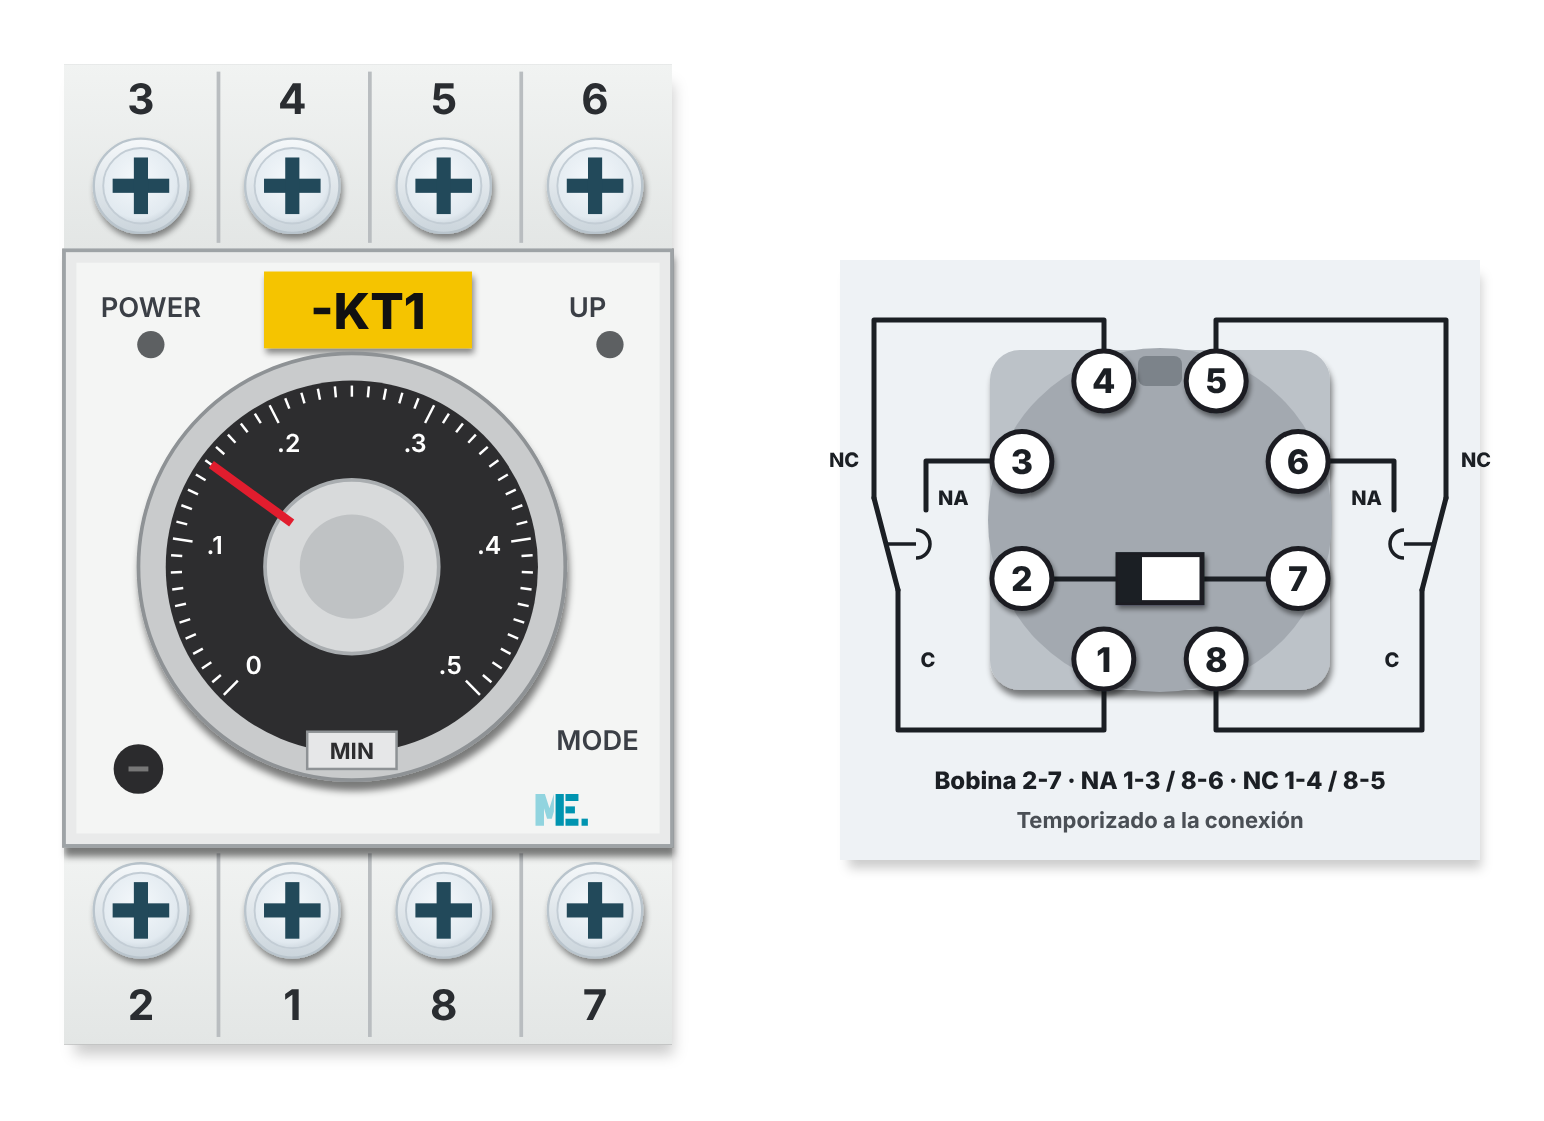 3 4 5 6
POWER
-KT1
UP
.2 .3
.1 .4
0 .5
MIN
MODE
ME.
2 1 8 7
4 5
NC 3 6 NC
NA NA
2 7
1 8
C C
Bobina 2-7 · NA 1-3 / 8-6 · NC 1-4 / 8-5
Temporizado a la conexión